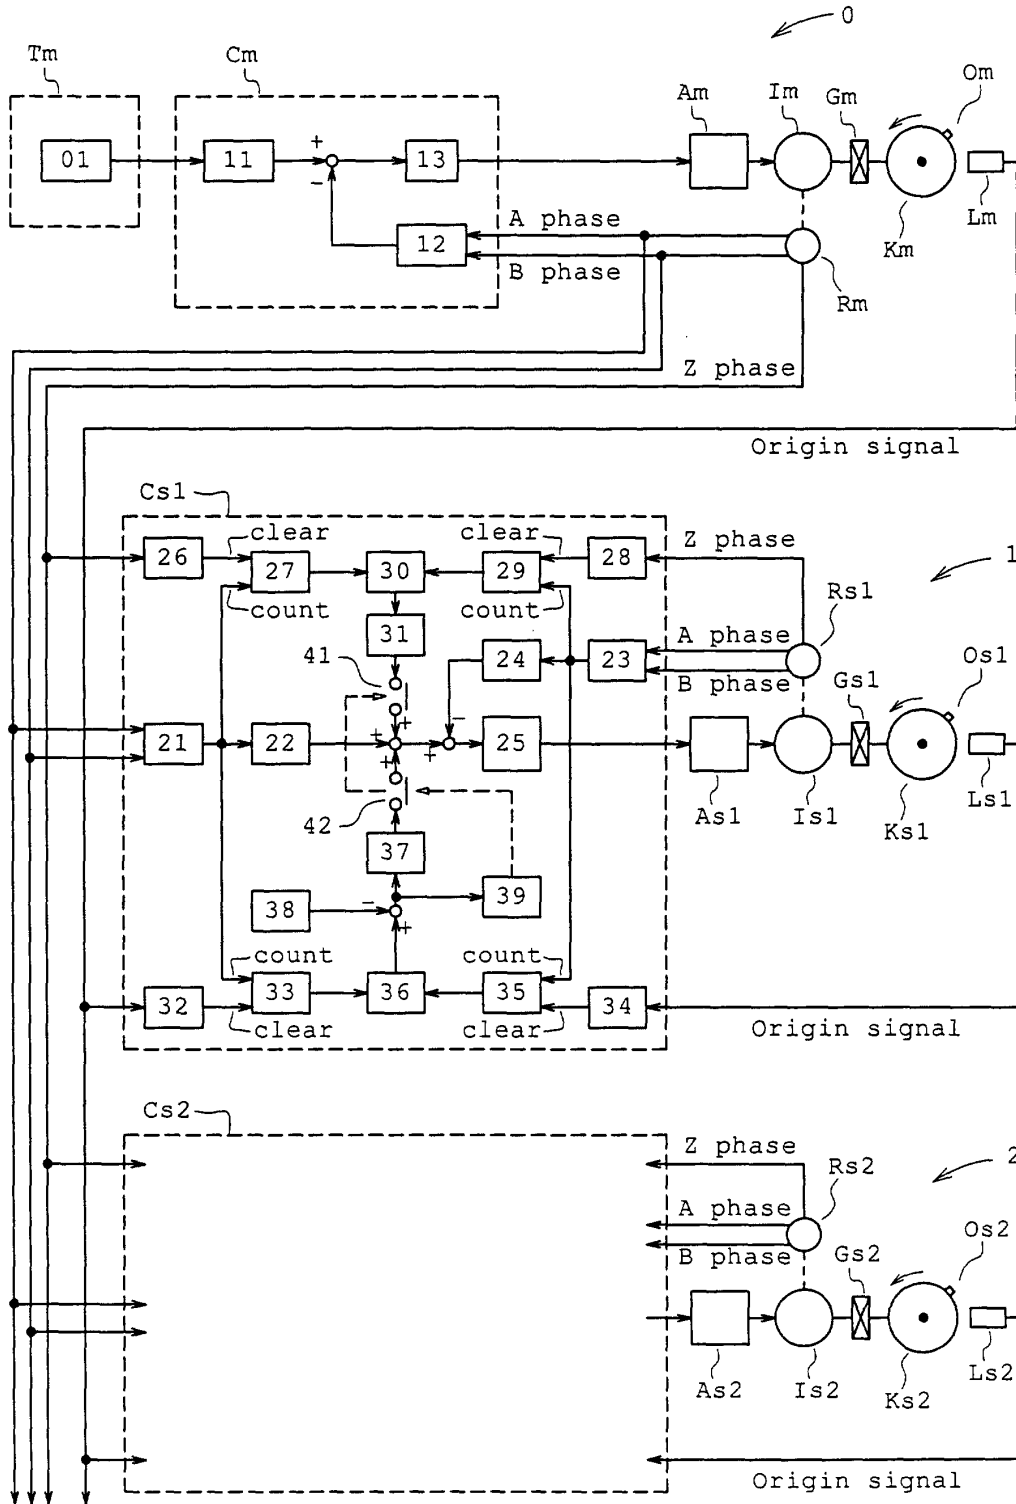 0
Tm
Cm
Am
Im
Gm
Om
01
11
+
-
13
12
A phase
B phase
Lm
Km
Rm
Z phase
Origin signal
Cs1
clear
clear
Z phase
1
26
27
30
29
28
count
count
Rs1
31
A phase
41
24
23
B phase
Gs1
Os1
+
-
21
22
+
+
+
25
42
As1
Is1
Ks1
Ls1
37
38
-
39
+
count
count
32
33
36
35
34
clear
clear
Origin signal
Cs2
Z phase
2
Rs2
A phase
B phase
Gs2
Os2
As2
Is2
Ks2
Ls2
Origin signal